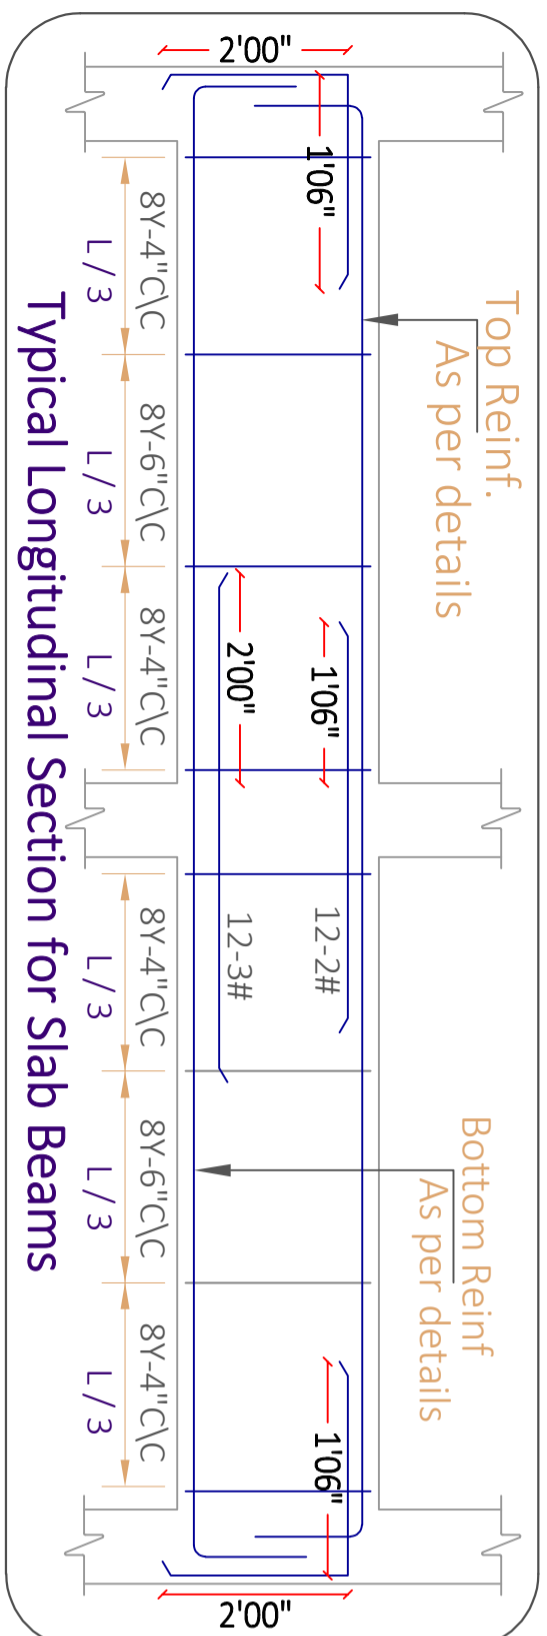 Top Reinf.
As per details
Bottom Reinf
As per details
2'00"
1'06"
1'06"
12-2#
1'06"
2'00"
2'00"
12-3#
8Y-4"C\C
8Y-6"C\C
8Y-4"C\C
8Y-4"C\C
8Y-6"C\C
8Y-4"C\C
L / 3
L / 3
L / 3
L / 3
L / 3
L / 3
Typical Longitudinal Section for Slab Beams